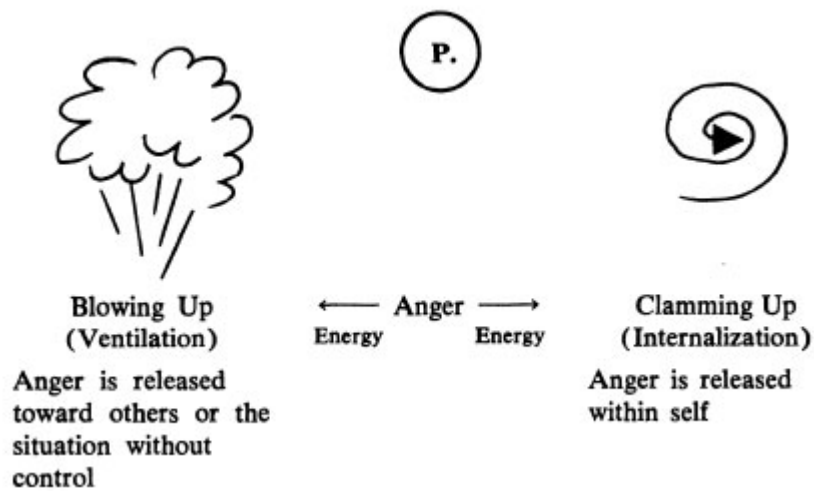 P.
Blowing Up
(Ventilation)
Anger is released
toward others or the
situation without
control
← Anger →
Energy Energy
Clamming Up
(Internalization)
Anger is released
within self